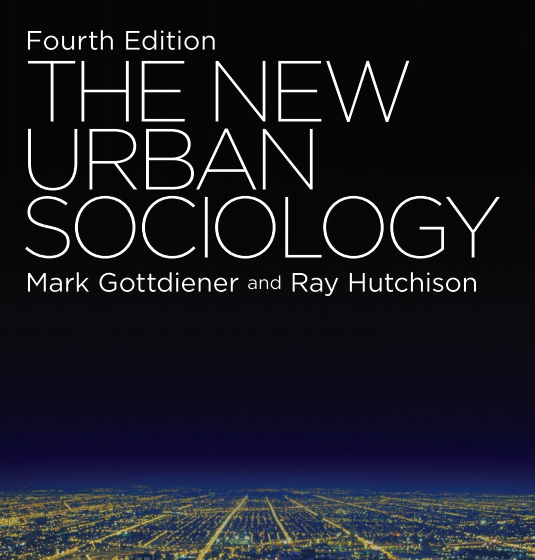 Fourth Edition
THE NEW
URBAN
SOCIOLOGY
Mark Gottdiener and Ray Hutchison